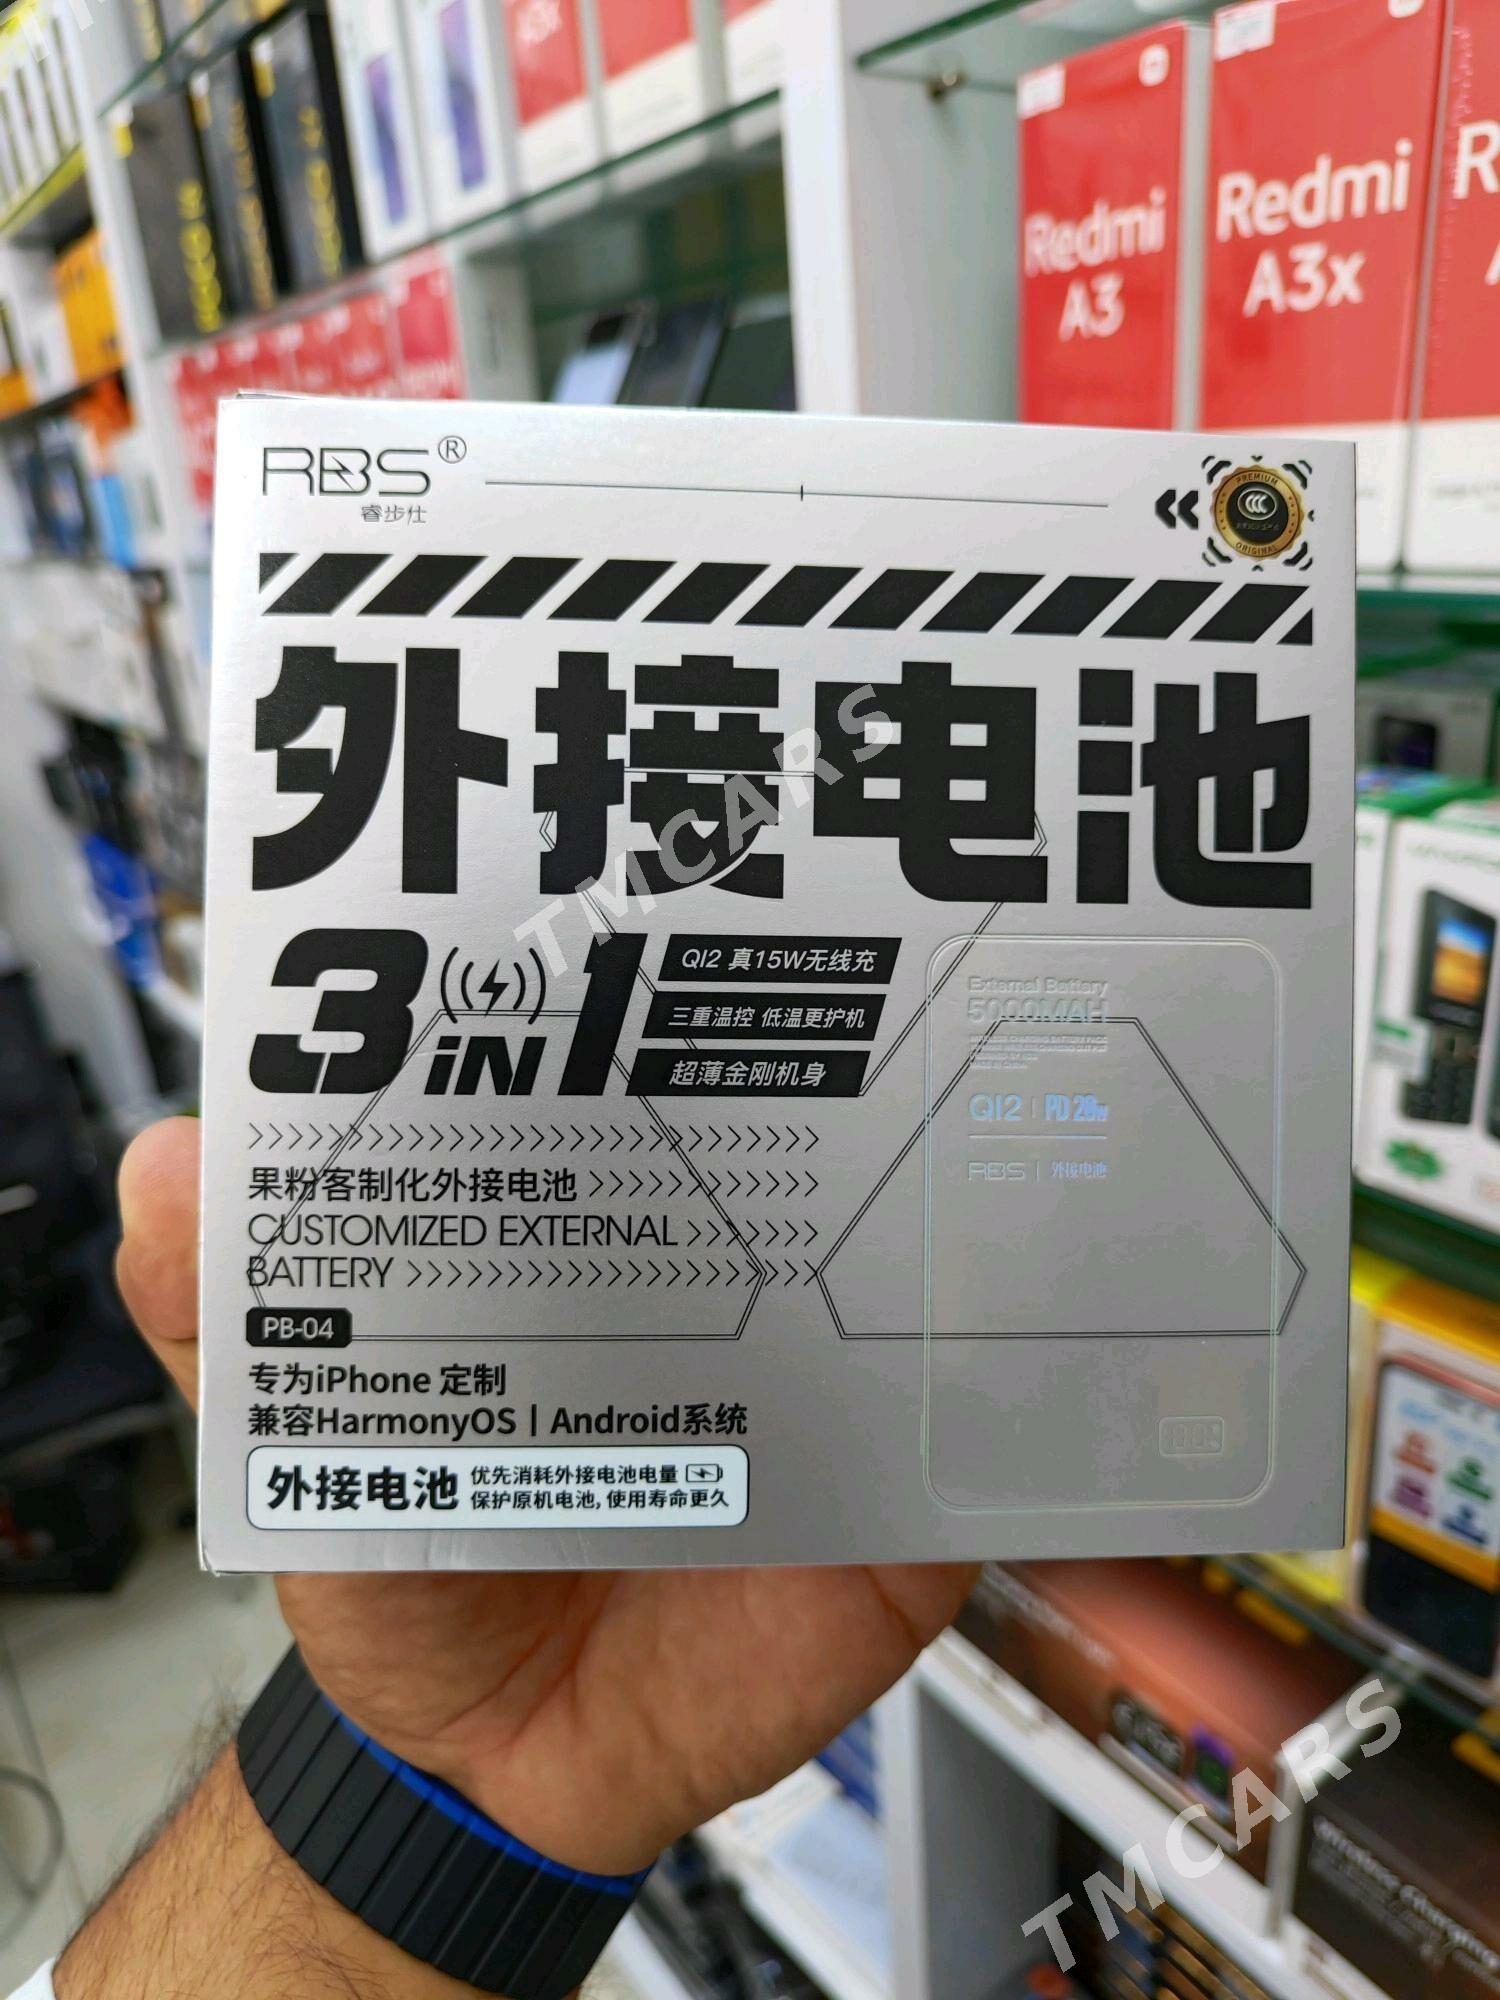 RBS®
睿步仕
PREMIUM
ORIGINAL
外接电池
3iN1
QI2 真15W无线充
三重温控 低温更护机
超薄金刚机身
External Battery
5000MAH
QI2 | PD 20W
RBS | 外接电池
果粉客制化外接电池
CUSTOMIZED EXTERNAL
BATTERY
PB-04
专为iPhone 定制
兼容HarmonyOS | Android系统
外接电池
优先消耗外接电池电量
保护原机电池, 使用寿命更久
Redmi
A3
Redmi
A3x
TMCARS
TMCARS